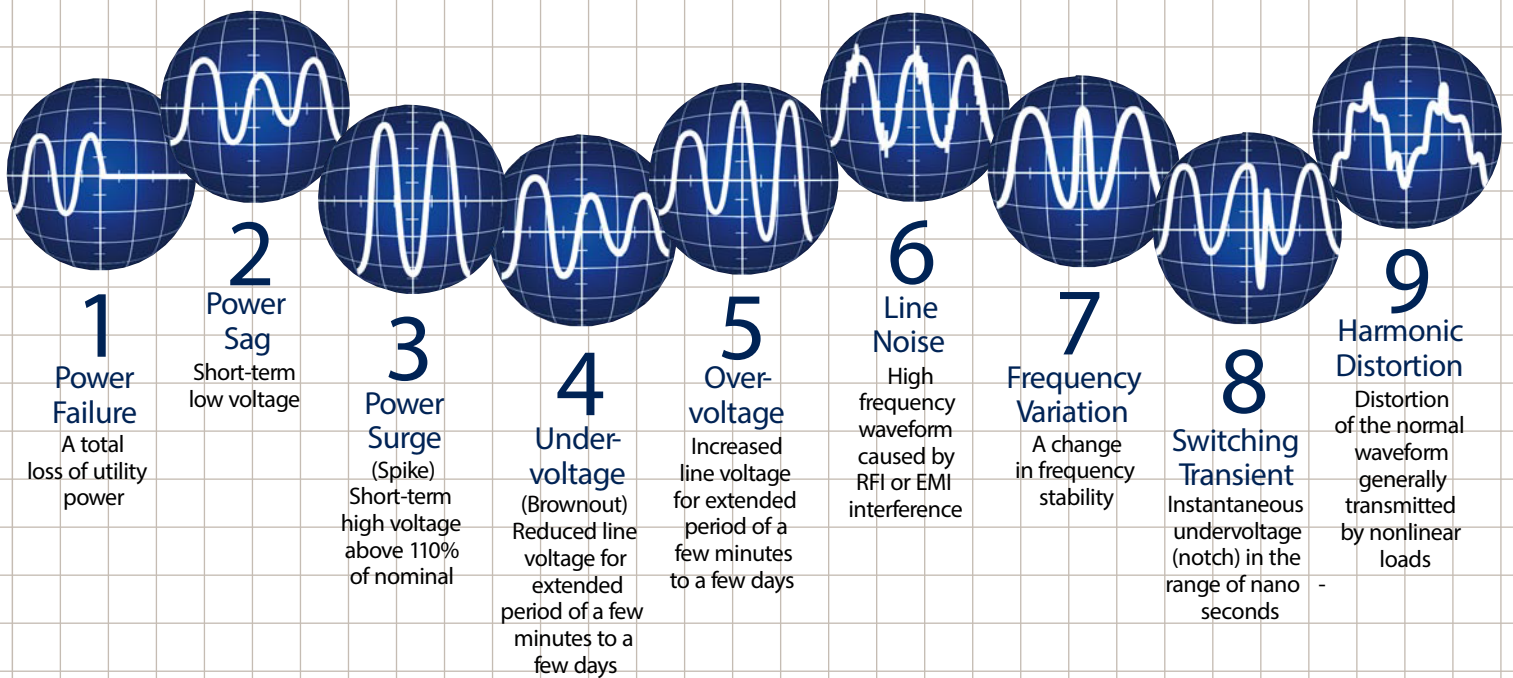 1
Power
Failure
A total
loss of utility
power
2
Power
Sag
Short-term
low voltage
3
Power
Surge
(Spike)
Short-term
high voltage
above 110%
of nominal
4
Under-
voltage
(Brownout)
Reduced line
voltage for
extended
period of a few
minutes to a
few days
5
Over-
voltage
Increased
line voltage
for extended
period of a
few minutes
to a few days
6
Line
Noise
High
frequency
waveform
caused by
RFI or EMI
interference
7
Frequency
Variation
A change
in frequency
stability
8
Switching
Transient
Instantaneous
undervoltage
(notch) in the
range of nano -
seconds
9
Harmonic
Distortion
Distortion
of the normal
waveform
generally
transmitted
by nonlinear
loads